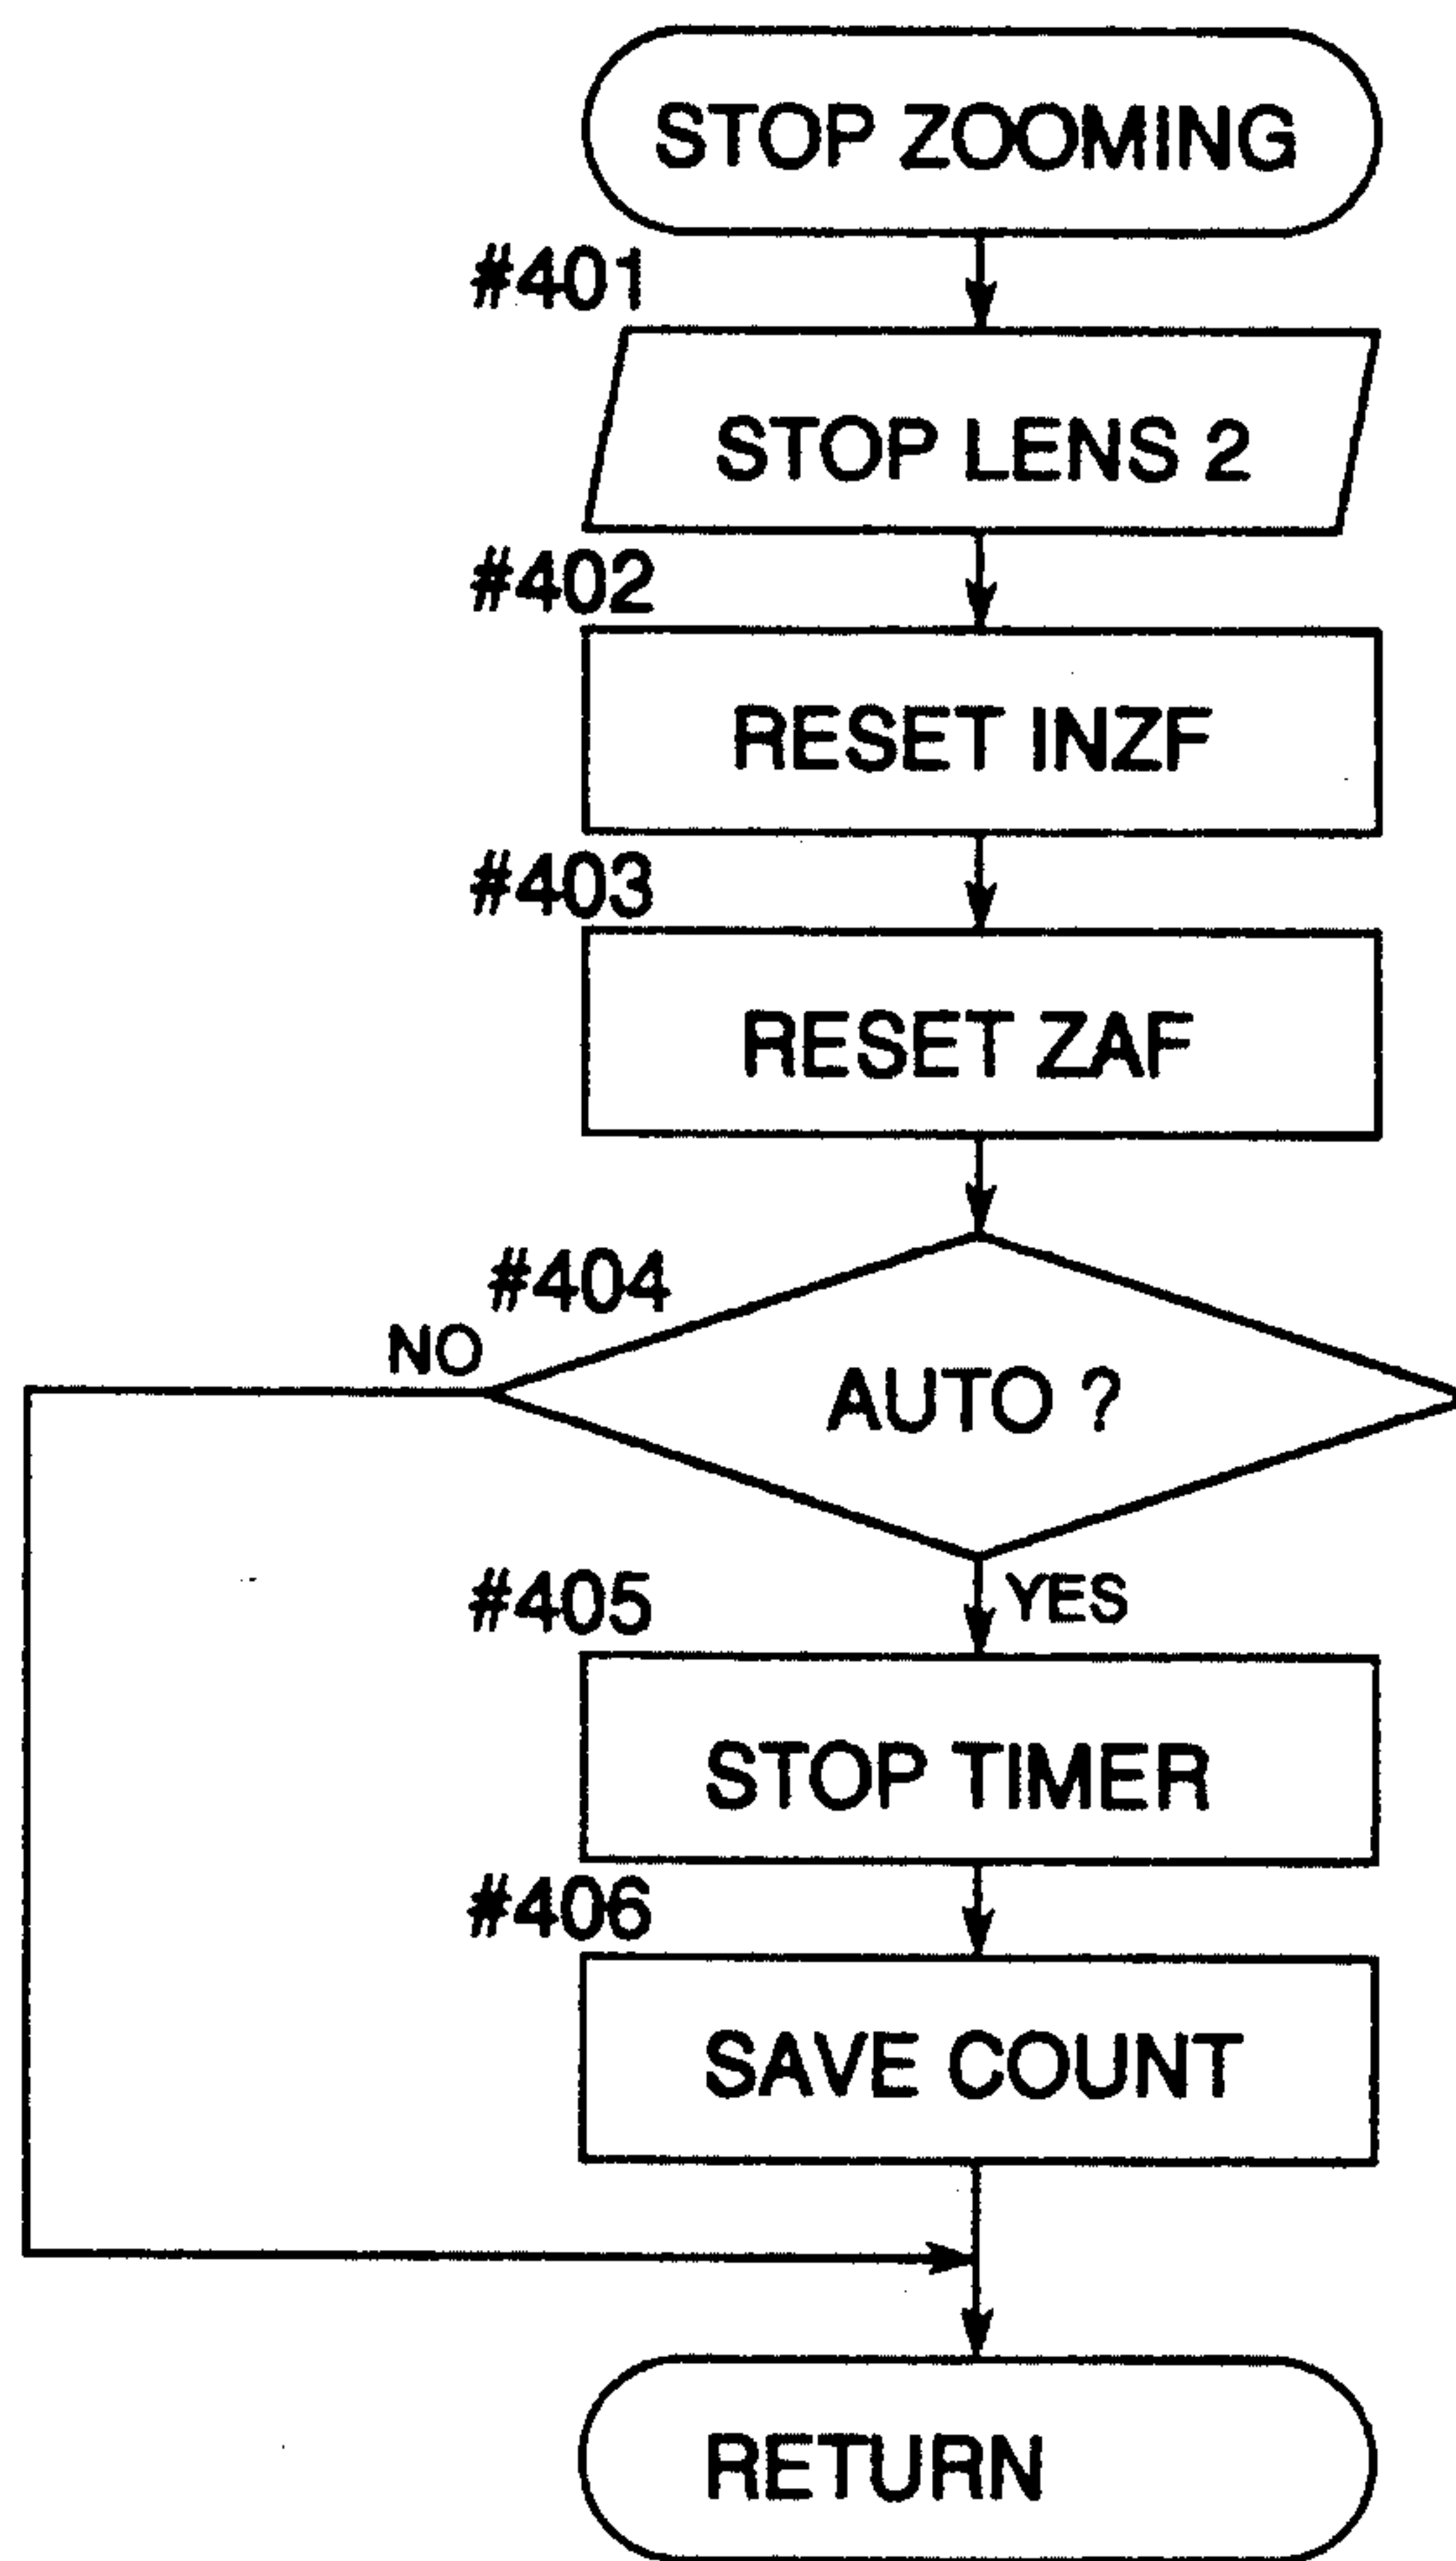 STOP ZOOMING
#401
STOP LENS 2
#402
RESET INZF
#403
RESET ZAF
#404
NO
AUTO ?
#405
YES
STOP TIMER
#406
SAVE COUNT
RETURN